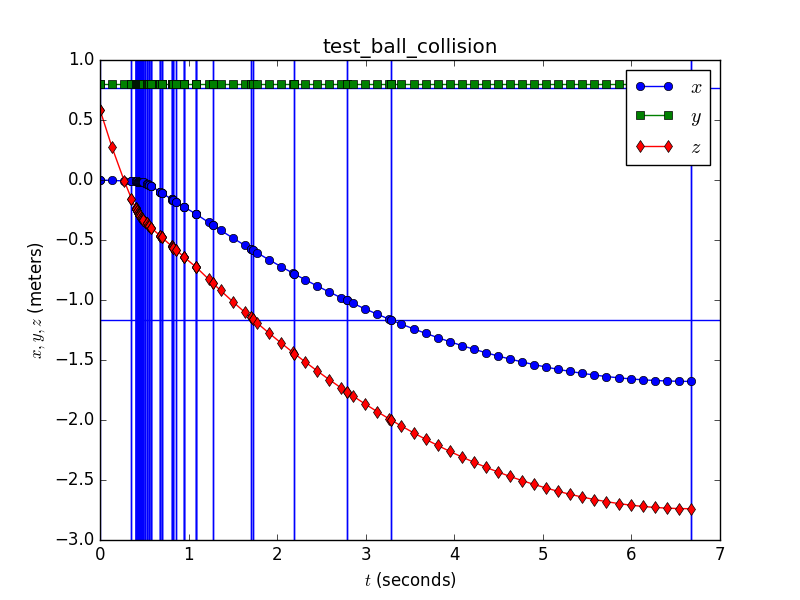 test_ball_collision
x, y, z (meters)
1.0
0.5
0.0
−0.5
−1.0
−1.5
−2.0
−2.5
−3.0
x
y
z
0 1 2 3 4 5 6 7
t (seconds)